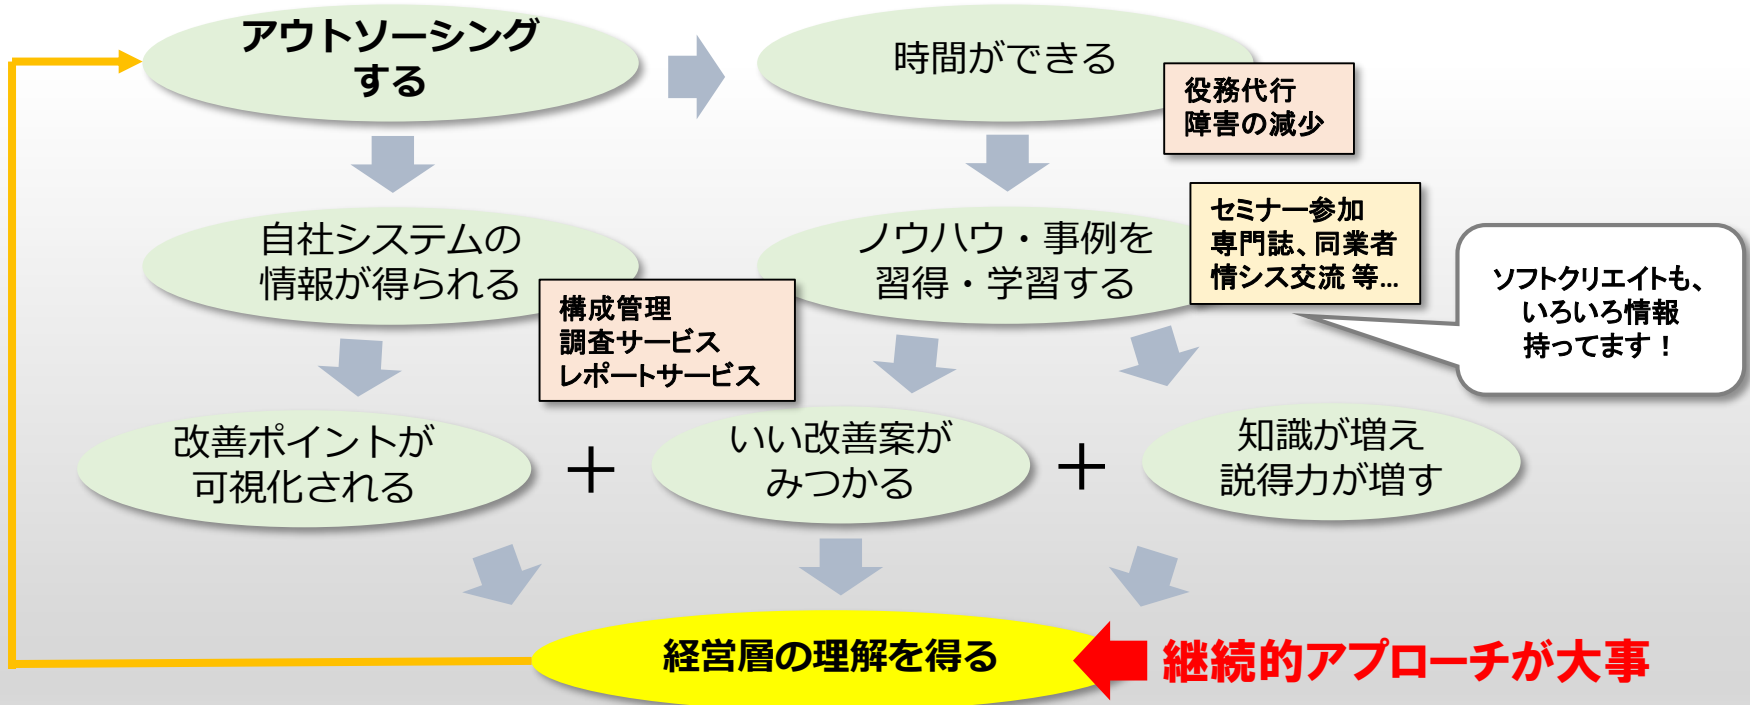 アウトソーシング
する
時間ができる
役務代行
障害の減少
自社システムの
情報が得られる
構成管理
調査サービス
レポートサービス
ノウハウ・事例を
習得・学習する
セミナー参加
専門誌、同業者
情シス交流 等…
ソフトクリエイトも、
いろいろ情報
持ってます！
改善ポイントが
可視化される
＋
いい改善案が
みつかる
＋
知識が増え
説得力が増す
経営層の理解を得る
継続的アプローチが大事